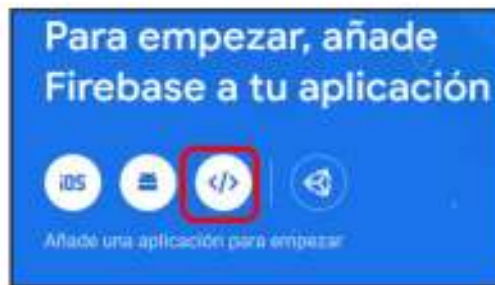 Para empezar, añade
Firebase a tu aplicación
iOS </>
Añade una aplicación para empezar